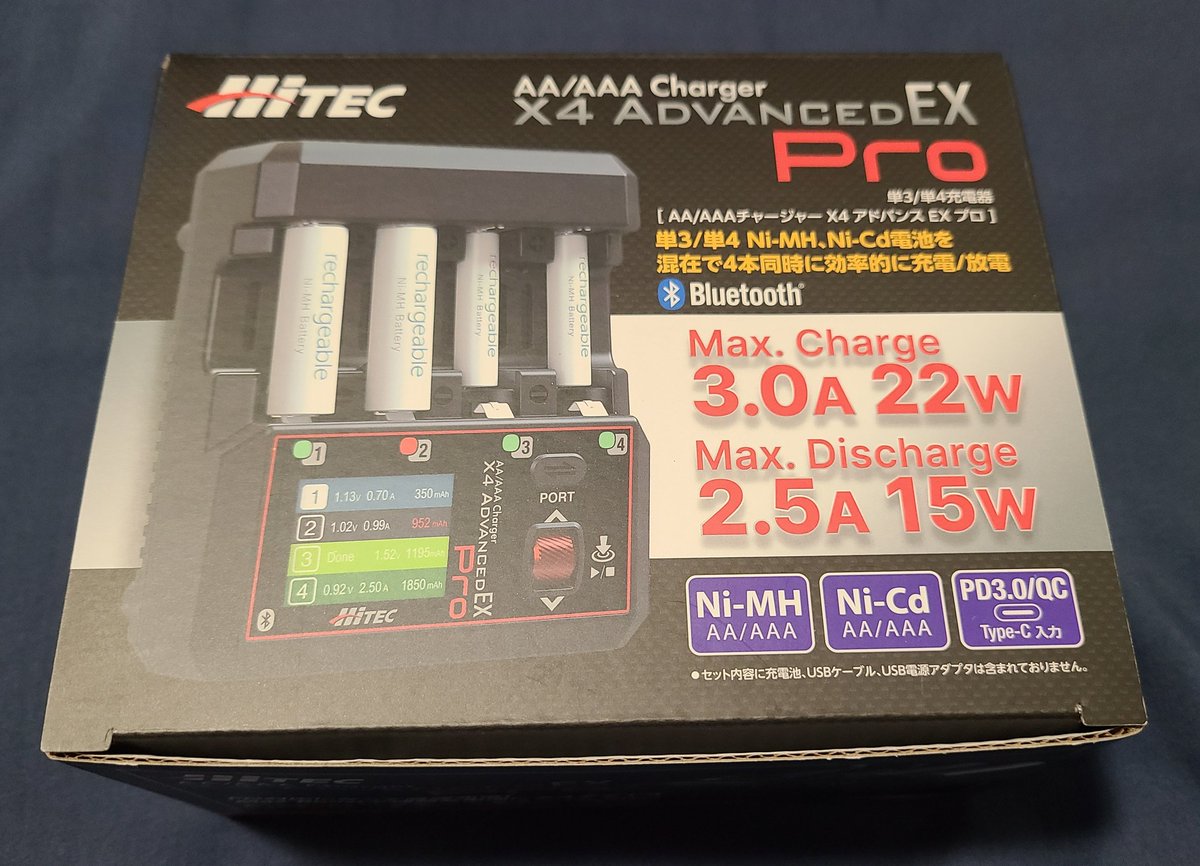 HiTEC
AA/AAA Charger
X4 ADVANCED EX
Pro
単3/単4充電器
[ AA/AAAチャージャー X4 アドバンス EX プロ ]
単3/単4 Ni-MH、Ni-Cd電池を
混在で4本同時に効率的に充電/放電
Bluetooth®
Max. Charge
3.0A 22W
Max. Discharge
2.5A 15W
Ni-MH
AA/AAA
Ni-Cd
AA/AAA
PD3.0/QC
Type-C 入力
●セット内容に充電池、USBケーブル、USB電源アダプタは含まれておりません。
rechargeable
Ni-MH Battery
rechargeable
Ni-MH Battery
rechargeable
Ni-MH Battery
rechargeable
Ni-MH Battery
1
2
3
4
1 1.13V 0.70A 350mAh
2 1.02V 0.99A 952mAh
3 Done 1.52V 1195mAh
4 0.92V 2.50A 1850mAh
HiTEC
AA/AAA Charger
X4 ADVANCED EX
Pro
PORT
HiTEC